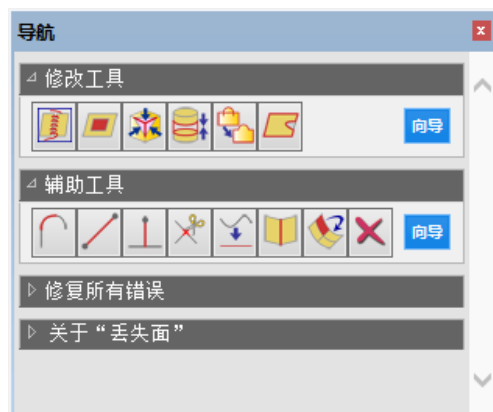 导航
修改工具
向导
辅助工具
向导
修复所有错误
关于“丢失面”